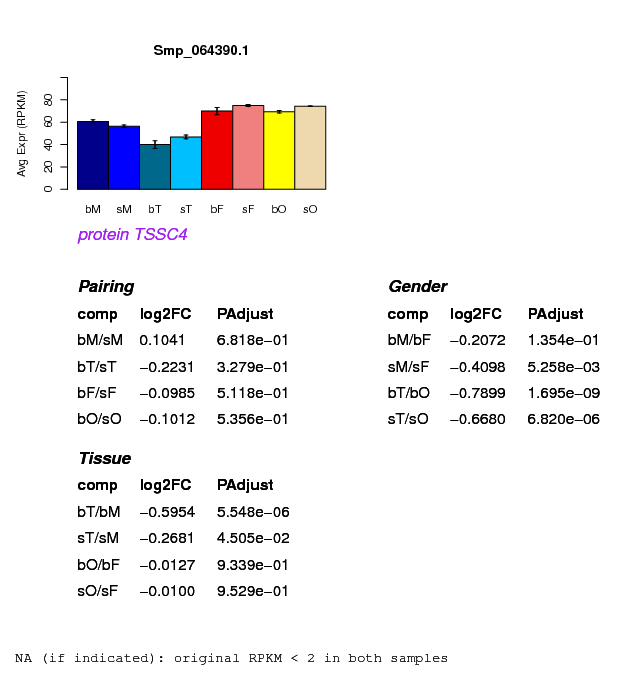 Smp_064390.1
Avg Expr (RPKM)
0 20 40 60 80
bM sM bT sT bF sF bO sO
protein TSSC4
Pairing
comp log2FC PAdjust
bM/sM 0.1041 6.818e−01
bT/sT −0.2231 3.279e−01
bF/sF −0.0985 5.118e−01
bO/sO −0.1012 5.356e−01
Gender
comp log2FC PAdjust
bM/bF −0.2072 1.354e−01
sM/sF −0.4098 5.258e−03
bT/bO −0.7899 1.695e−09
sT/sO −0.6680 6.820e−06
Tissue
comp log2FC PAdjust
bT/bM −0.5954 5.548e−06
sT/sM −0.2681 4.505e−02
bO/bF −0.0127 9.339e−01
sO/sF −0.0100 9.529e−01
NA (if indicated): original RPKM < 2 in both samples